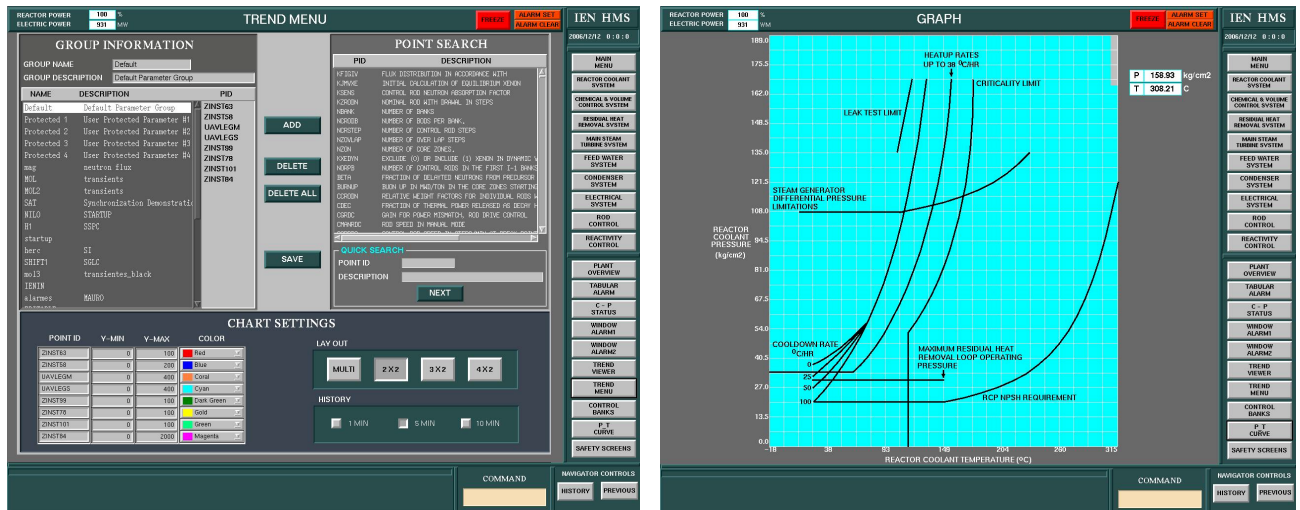 REACTOR POWER 100 %
ELECTRIC POWER 931 MW
TREND MENU
FREEZE
ALARM SET
ALARM CLEAR
IEN HMS
2006/12/12 0:0:0
GROUP INFORMATION
GROUP NAME Default
GROUP DESCRIPTION Default Parameter Group
NAME DESCRIPTION PID
Default Default Parameter Group
Protected 1 User Protected Parameter #1
Protected 2 User Protected Parameter #2
Protected 3 User Protected Parameter #3
Protected 4 User Protected Parameter #4
mag neutron flux
MOL transients
MOL2 transients
SAT Synchronization Demonstrati
NILO STARTUP
H1 SSPC
startup
herc SI
SHIFT1 SGLC
mol3 transientex_black
IENIN
alarmes MAURO
ZINST63
ZINST58
UAVLEGM
UAVLEGS
ZINST99
ZINST78
ZINST101
ZINST84
ADD
DELETE
DELETE ALL
SAVE
POINT SEARCH
PID DESCRIPTION
KFIGIV FLUX DISTRIBUTION IN ACCORDANCE WITH
KJMVXE INITIAL CALCULATION OF EQUILIBRIUM XENON
KSENS CONTROL ROD NEUTRON ABSORPTION FACTOR
KZRODN NOMINAL ROD WITH DRAWAL IN STEPS
NBANK NUMBER OF BANKS
NCRODB NUMBER OF BODS PER BANK,
NCRSTEP NUMBER OF CONTROL ROD STEPS
NZOVLAP NUMBER OF OVER LAP STEPS
NZON NUMBER OF CORE ZONES,
KXEDYN EXCLUDE (0) OR INCLUDE (1) XENON IN DYNAMIC V
NORPB NUMBER OF CONTROL RODS IN THE FIRST I-1 BANKS
BETA FRACTION OF DELAYTED NEUTRONS FROM PRECURSOR
BURNUP BUON UP IN MWD/TON IN THE CORE ZONES STARTING
CORODN RELATIVE WEIGHT FACTORS FOR INDIVIDUAL RODS W
CDEC FRACTION OF THERMAL POWER RELEASED AS DECAY H
CGRDC GAIN FOR POWER MISMATCH, ROD DRIVE CONTROL
CMANRDC ROD SPEED IN MANUAL MODE
QUICK SEARCH
POINT ID
DESCRIPTION
NEXT
CHART SETTINGS
POINT ID Y-MIN Y-MAX COLOR
ZINST63 0 100 Red
ZINST58 0 200 Blue
UAVLEGM 0 400 Coral
UAVLEGS 0 400 Cyan
ZINST99 0 100 Dark Green
ZINST78 0 100 Gold
ZINST101 0 100 Green
ZINST84 0 2000 Magenta
LAY OUT
MULTI 2 X 2 3 X 2 4 X 2
HISTORY
1 MIN 5 MIN 10 MIN
MAIN
MENU
REACTOR COOLANT
SYSTEM
CHEMICAL & VOLUME
CONTROL SYSTEM
RESIDUAL HEAT
REMOVAL SYSTEM
MAIN STEAM
TURBINE SYSTEM
FEED WATER
SYSTEM
CONDENSER
SYSTEM
ELECTRICAL
SYSTEM
ROD
CONTROL
REACTIVITY
CONTROL
PLANT
OVERVIEW
TABULAR
ALARM
C - P
STATUS
WINDOW
ALARM1
WINDOW
ALARM2
TREND
VIEWER
TREND
MENU
CONTROL
BANKS
P_T
CURVE
SAFETY SCREENS
COMMAND
NAVIGATOR CONTROLS
HISTORY PREVIOUS
REACTOR POWER 100 %
ELECTRIC POWER 931 WM
GRAPH
FREEZE
ALARM SET
ALARM CLEAR
IEN HMS
2006/12/12 0:0:0
189.0
175.5
162.0
148.5
135.0
121.5
108.0
94.5
81.0
67.5
54.0
40.5
27.0
13.5
0.0
REACTOR
COOLANT
PRESSURE
(kg/cm2)
HEATUP RATES
UP TO 38 ºC/HR
CRITICALITY LIMIT
LEAK TEST LIMIT
STEAM GENERATOR
DIFFERENTIAL PRESSURE
LIMITATIONS
COOLDOWN RATE
ºC/HR
0
25
50
100
MAXIMUM RESIDUAL HEAT
REMOVAL LOOP OPERATING
PRESSURE
RCP NPSH REQUIREMENT
-18 38 93 149 204 260 315
REACTOR COOLANT TEMPERATURE (ºC)
P 158.93 kg/cm2
T 308.21 C
MAIN
MENU
REACTOR COOLANT
SYSTEM
CHEMICAL & VOLUME
CONTROL SYSTEM
RESIDUAL HEAT
REMOVAL SYSTEM
MAIN STEAM
TURBINE SYSTEM
FEED WATER
SYSTEM
CONDENSER
SYSTEM
ELECTRICAL
SYSTEM
ROD
CONTROL
REACTIVITY
CONTROL
PLANT
OVERVIEW
TABULAR
ALARM
C - P
STATUS
WINDOW
ALARM1
WINDOW
ALARM2
TREND
VIEWER
TREND
MENU
CONTROL
BANKS
P_T
CURVE
SAFETY SCREENS
COMMAND
NAVIGATOR CONTROLS
HISTORY PREVIOUS